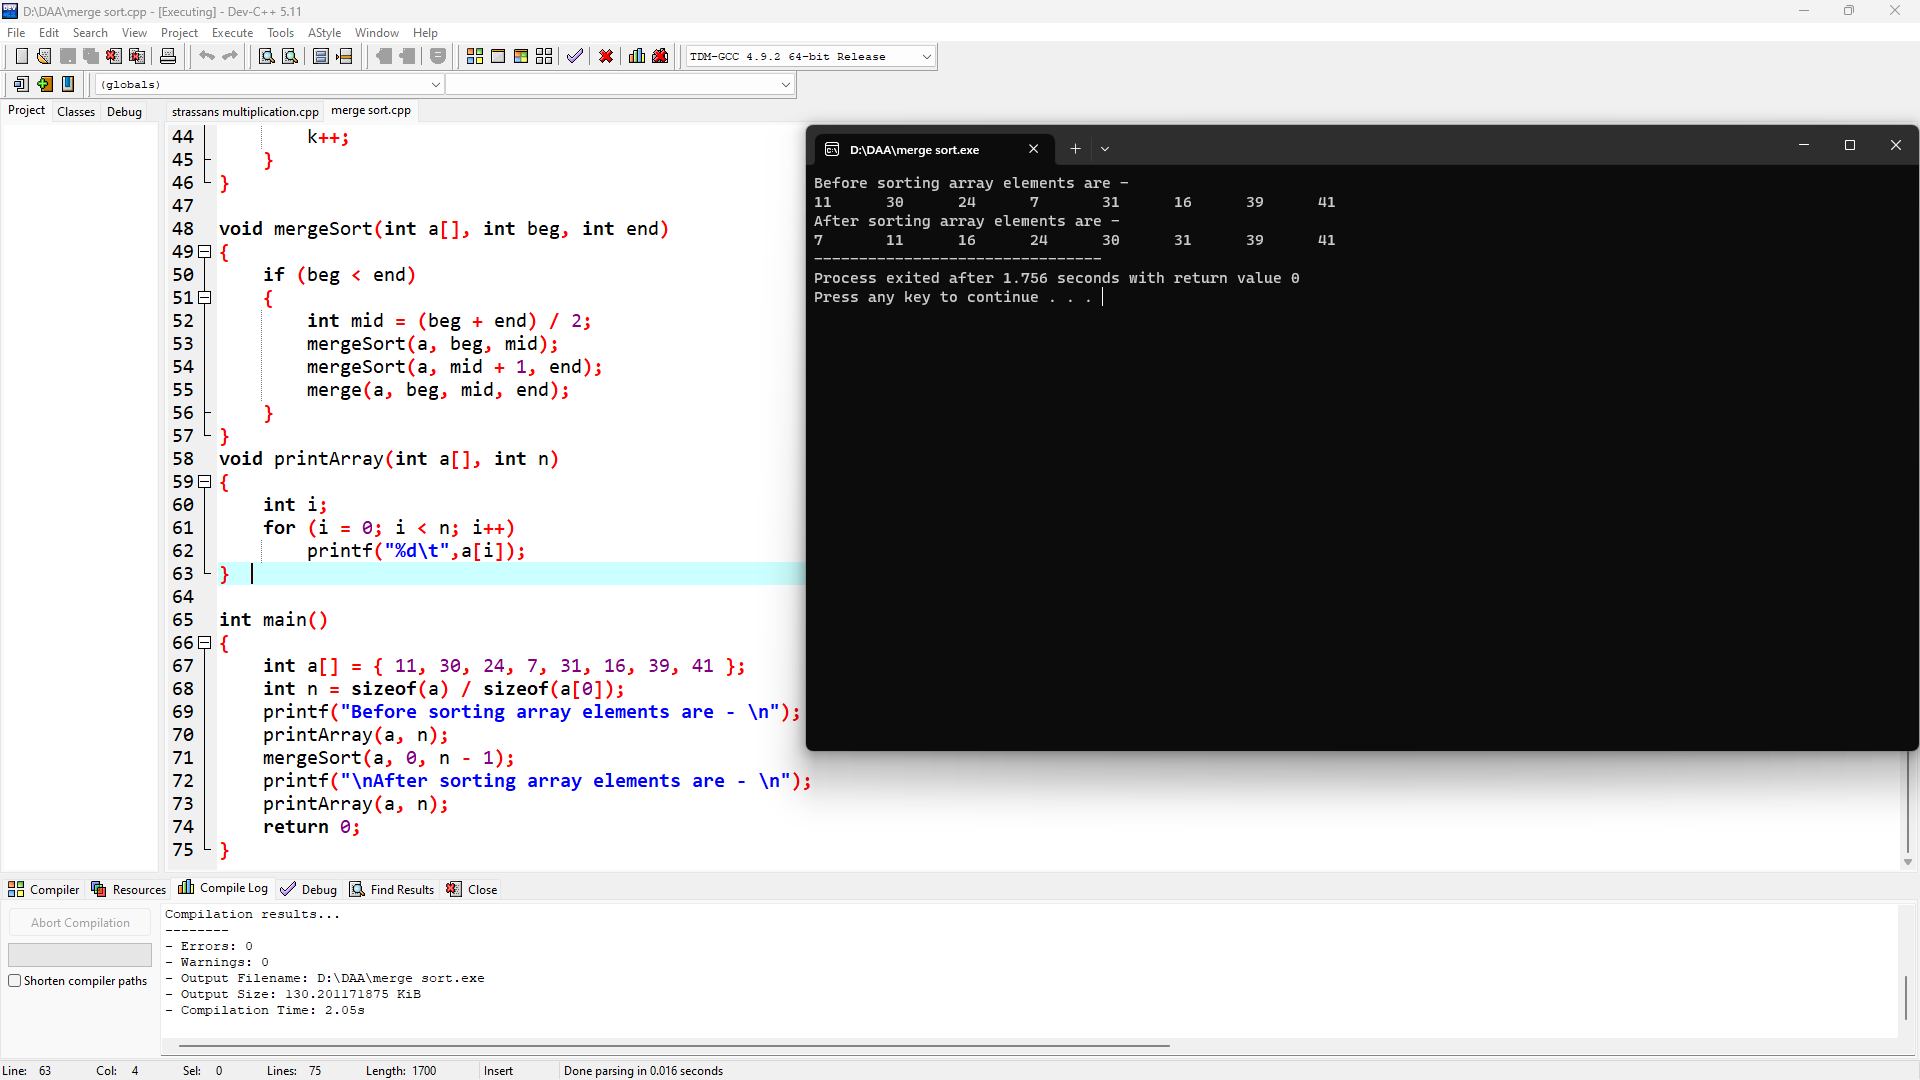 D:\DAA\merge sort.cpp - [Executing] - Dev-C++ 5.11
File Edit Search View Project Execute Tools AStyle Window Help
TDM-GCC 4.9.2 64-bit Release
(globals)
Project Classes Debug
strassans multiplication.cpp merge sort.cpp
44 k++;
45 }
46 }
47
48 void mergeSort(int a[], int beg, int end)
49 {
50 if (beg < end)
51 {
52 int mid = (beg + end) / 2;
53 mergeSort(a, beg, mid);
54 mergeSort(a, mid + 1, end);
55 merge(a, beg, mid, end);
56 }
57 }
58 void printArray(int a[], int n)
59 {
60 int i;
61 for (i = 0; i < n; i++)
62 printf("%d\t",a[i]);
63 }
64
65 int main()
66 {
67 int a[] = { 11, 30, 24, 7, 31, 16, 39, 41 };
68 int n = sizeof(a) / sizeof(a[0]);
69 printf("Before sorting array elements are - \n");
70 printArray(a, n);
71 mergeSort(a, 0, n - 1);
72 printf("\nAfter sorting array elements are - \n");
73 printArray(a, n);
74 return 0;
75 }
D:\DAA\merge sort.exe
Before sorting array elements are -
11 30 24 7 31 16 39 41
After sorting array elements are -
7 11 16 24 30 31 39 41
--------------------------------
Process exited after 1.756 seconds with return value 0
Press any key to continue . . .
Compiler Resources Compile Log Debug Find Results Close
Abort Compilation
Shorten compiler paths
Compilation results...
--------
- Errors: 0
- Warnings: 0
- Output Filename: D:\DAA\merge sort.exe
- Output Size: 130.201171875 KiB
- Compilation Time: 2.05s
Line: 63 Col: 4 Sel: 0 Lines: 75 Length: 1700 Insert Done parsing in 0.016 seconds